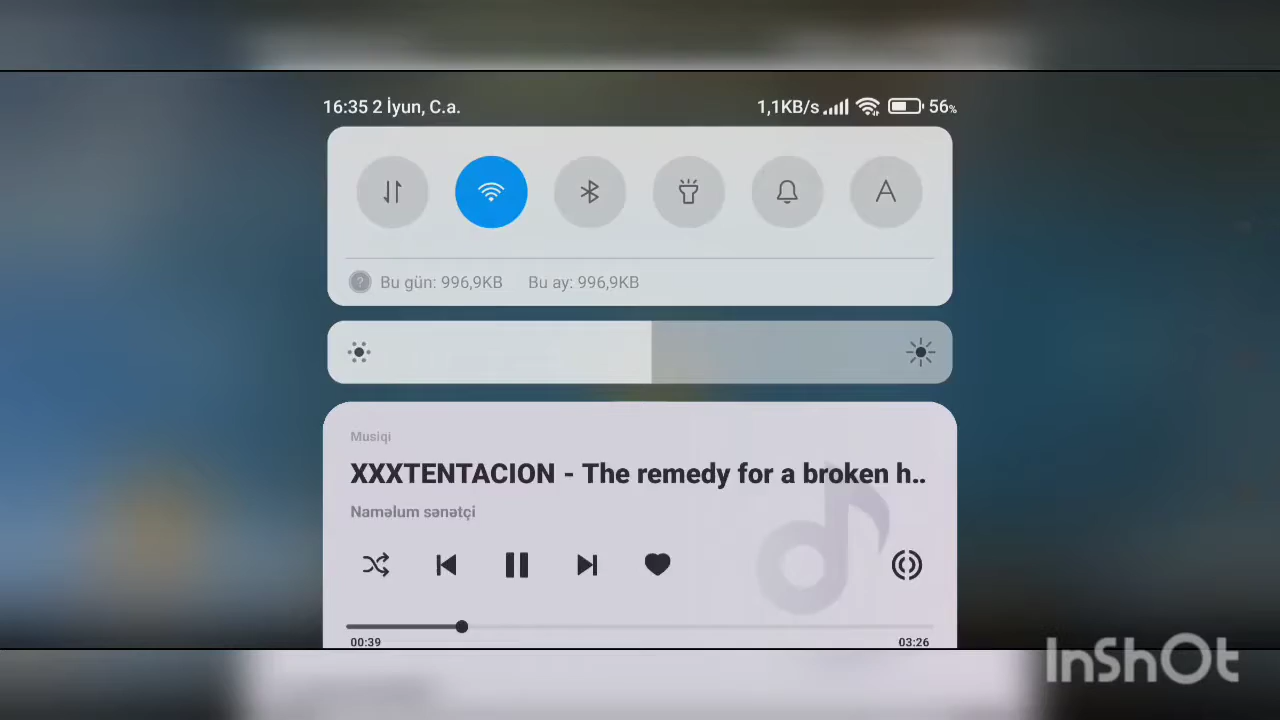 16:35 2 İyun, C.a.
1,1KB/s 56%
A
Bu gün: 996,9KB Bu ay: 996,9KB
Musiqi
XXXTENTACION - The remedy for a broken h..
Naməlum sənətçi
00:39 03:26
InShOt